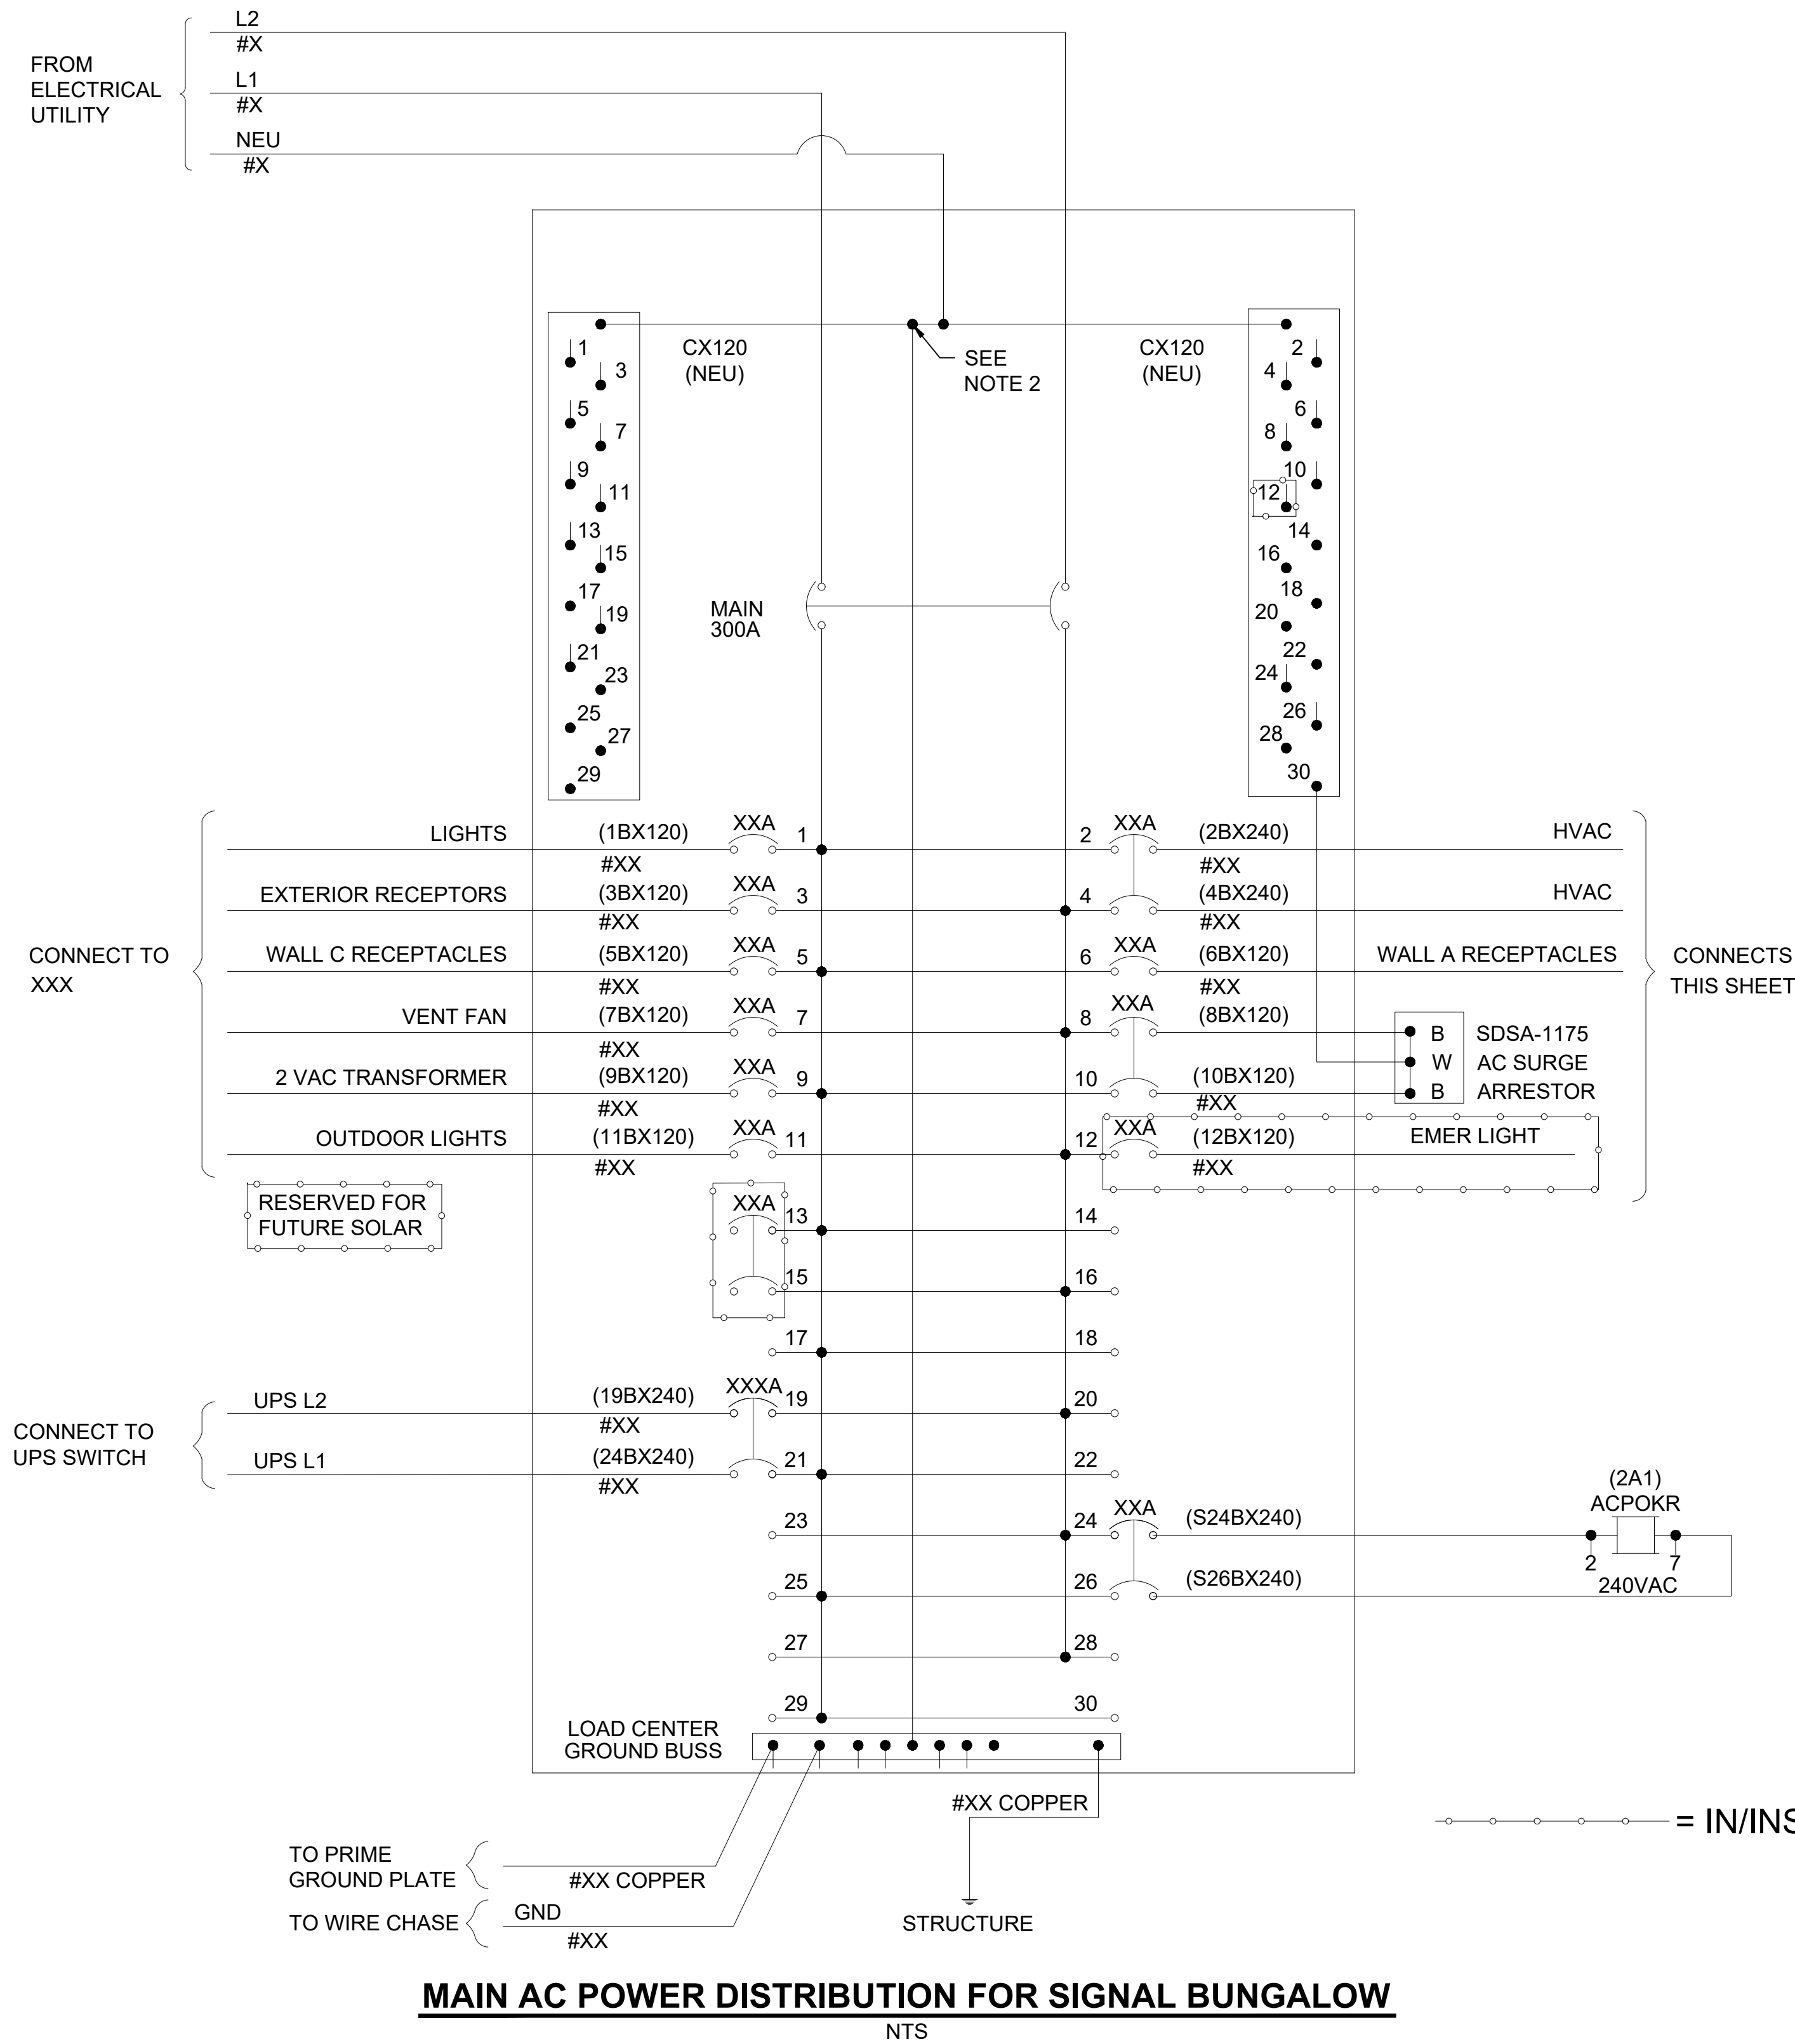 L2
#X
FROM
ELECTRICAL
UTILITY
L1
#X
NEU
#X
CX120
(NEU)
SEE
NOTE 2
CX120
(NEU)
1
3
5
7
9
11
13
15
17
19
21
23
25
27
29
2
4
6
8
10
12
14
16
18
20
22
24
26
28
30
MAIN
300A
CONNECT TO
XXX
LIGHTS (1BX120) XXA 1
#XX
EXTERIOR RECEPTORS (3BX120) XXA 3
#XX
WALL C RECEPTACLES (5BX120) XXA 5
#XX
VENT FAN (7BX120) XXA 7
#XX
2 VAC TRANSFORMER (9BX120) XXA 9
#XX
OUTDOOR LIGHTS (11BX120) XXA 11
#XX
2 XXA (2BX240) HVAC
#XX
4 (4BX240) HVAC
#XX
6 XXA (6BX120) WALL A RECEPTACLES
#XX
8 XXA (8BX120)
10 (10BX120)
#XX
B SDSA-1175
W AC SURGE
B ARRESTOR
12 XXA (12BX120) EMER LIGHT
#XX
CONNECTS
THIS SHEET
RESERVED FOR
FUTURE SOLAR
XXA 13
14
15
16
17
18
CONNECT TO
UPS SWITCH
UPS L2 (19BX240) XXXA 19
#XX
20
UPS L1 (24BX240) 21
#XX
22
23
24 XXA (S24BX240)
25
26 (S26BX240)
(2A1)
ACPOKR
2 7
240VAC
27
28
29
30
LOAD CENTER
GROUND BUSS
#XX COPPER
STRUCTURE
TO PRIME
GROUND PLATE
#XX COPPER
TO WIRE CHASE
GND
#XX
= IN/INS
MAIN AC POWER DISTRIBUTION FOR SIGNAL BUNGALOW
NTS